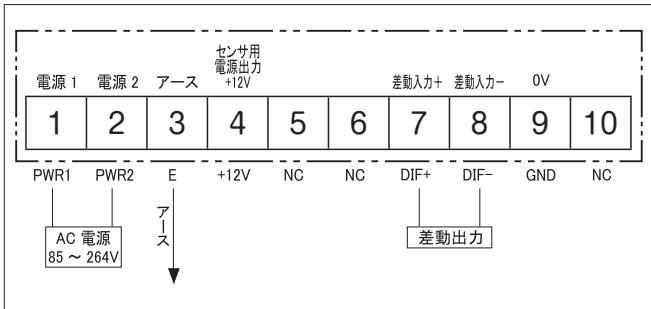 センサ用
電源出力
電源 1 電源 2 アース +12V 差動入力+ 差動入力− 0V
1 2 3 4 5 6 7 8 9 10
PWR1 PWR2 E +12V NC NC DIF+ DIF- GND NC
アース
AC 電源
85 ～ 264V
差動出力